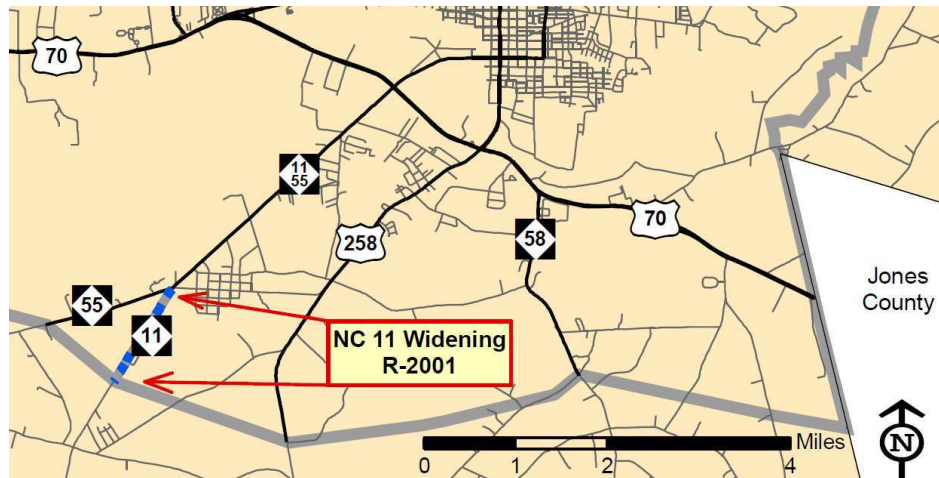 70
11
55
258
58
70
Jones
County
55
11
NC 11 Widening
R-2001
Miles
0 1 2 4
N